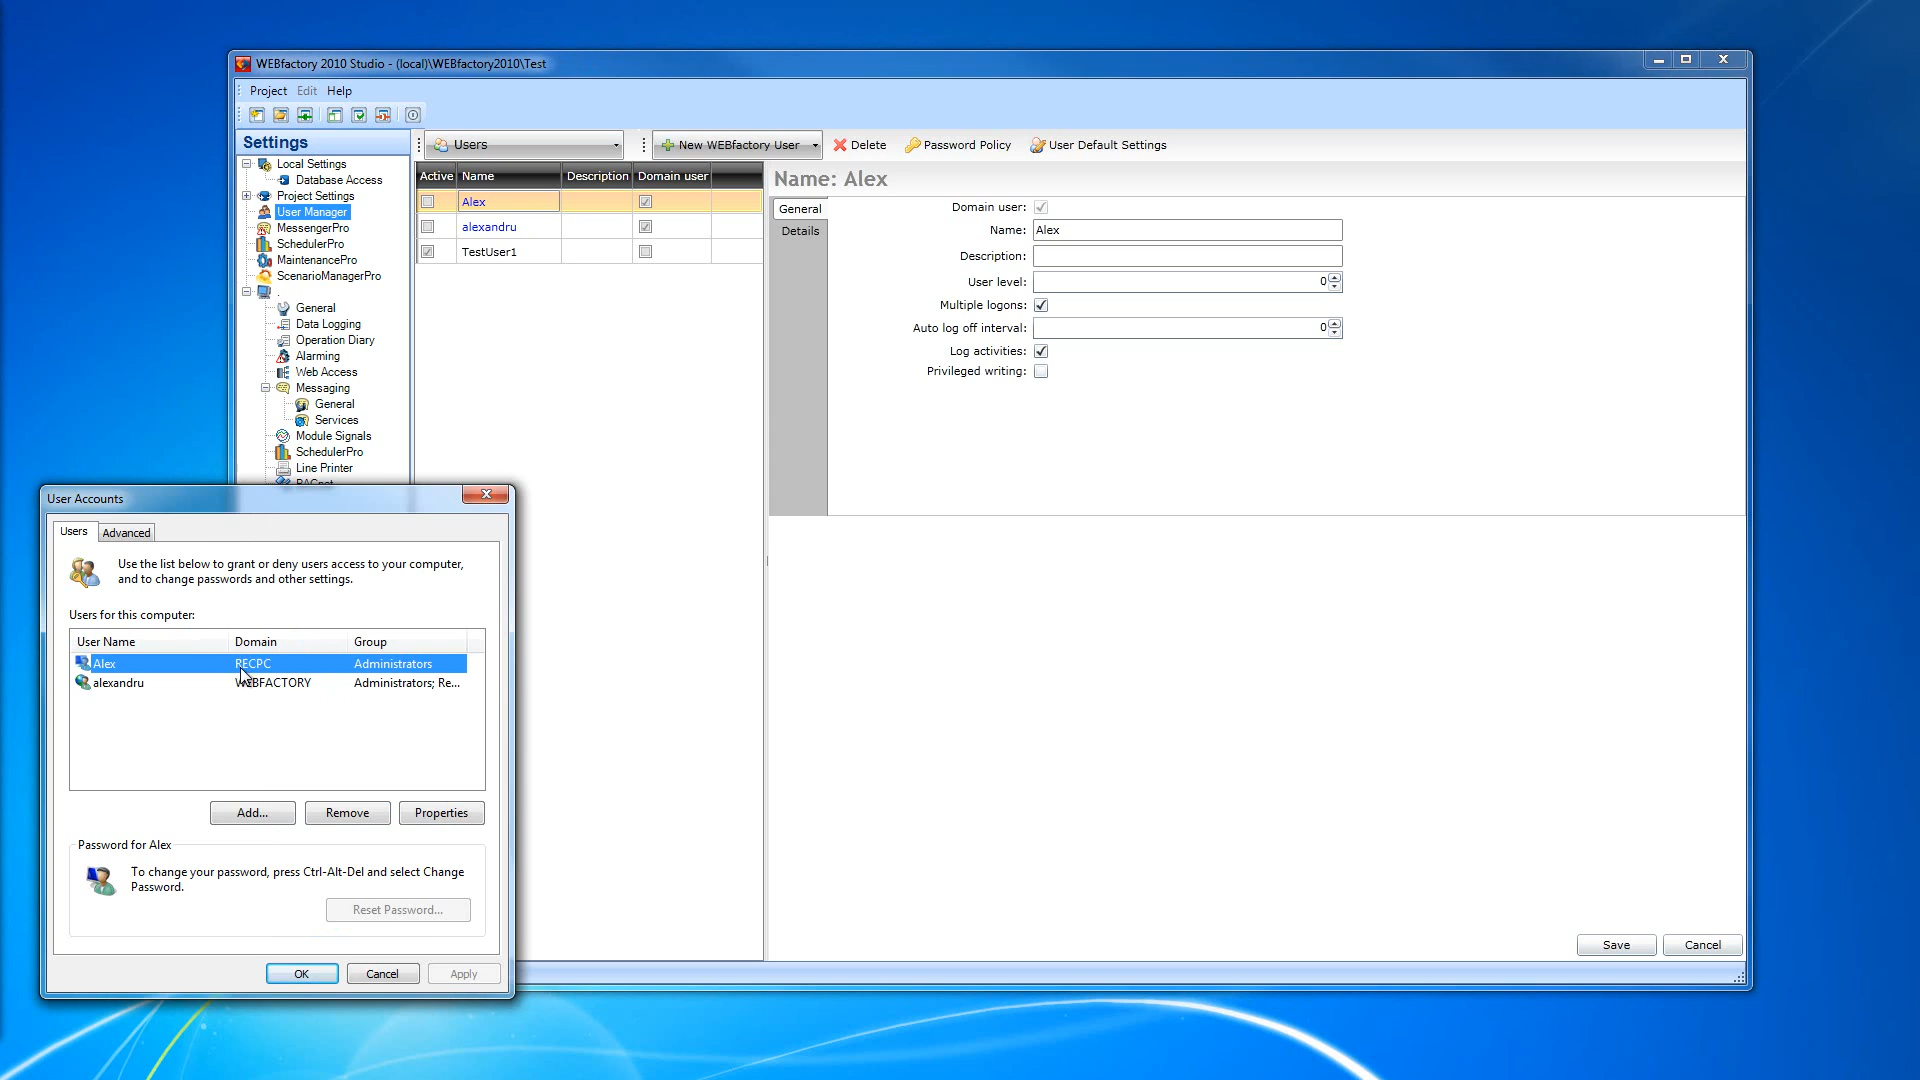 WEBfactory 2010 Studio - (local)\WEBfactory2010\Test
Project Edit Help
Settings
Users
New WEBfactory User
Delete
Password Policy
User Default Settings
Local Settings
Database Access
Project Settings
User Manager
MessengerPro
SchedulerPro
MaintenancePro
ScenarioManagerPro
.
General
Data Logging
Operation Diary
Alarming
Web Access
Messaging
General
Services
Module Signals
SchedulerPro
Line Printer
Active Name Description Domain user
Alex
alexandru
TestUser1
Name: Alex
General
Details
Domain user:
Name: Alex
Description:
User level: 0
Multiple logons:
Auto log off interval: 0
Log activities:
Privileged writing:
Save Cancel
User Accounts
Users Advanced
Use the list below to grant or deny users access to your computer,
and to change passwords and other settings.
Users for this computer:
User Name Domain Group
Alex RECPC Administrators
alexandru WEBFACTORY Administrators; Re...
Add... Remove Properties
Password for Alex
To change your password, press Ctrl-Alt-Del and select Change
Password.
Reset Password...
OK Cancel Apply